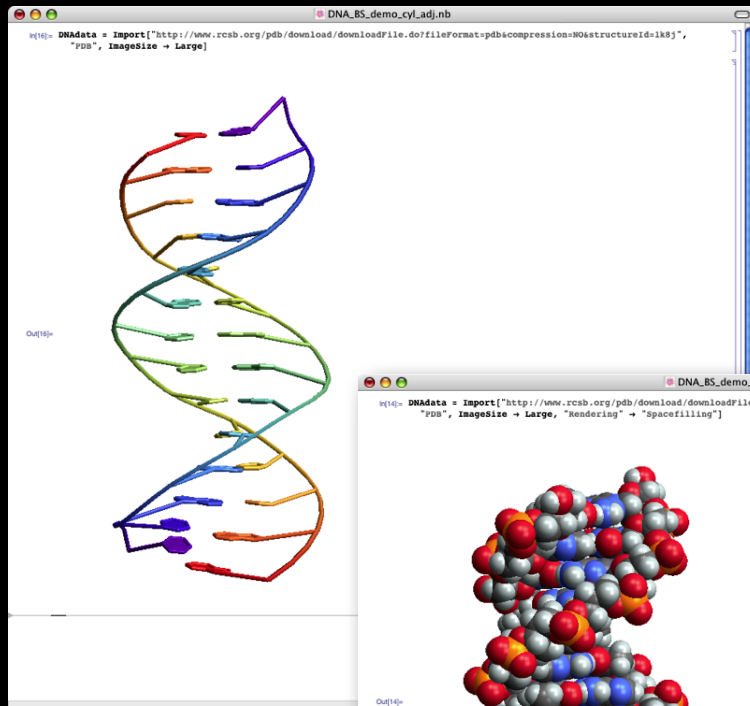 DNA_BS_demo_cyl_adj.nb
In[16]:= DNAdata = Import["http://www.rcsb.org/pdb/download/downloadFile.do?fileFormat=pdb&compression=NO&structureId=1k8j",
"PDB", ImageSize → Large]
Out[16]=
DNA_BS_demo_
In[14]:= DNAdata = Import["http://www.rcsb.org/pdb/download/downloadFile
"PDB", ImageSize → Large, "Rendering" → "Spacefilling"]
Out[14]=